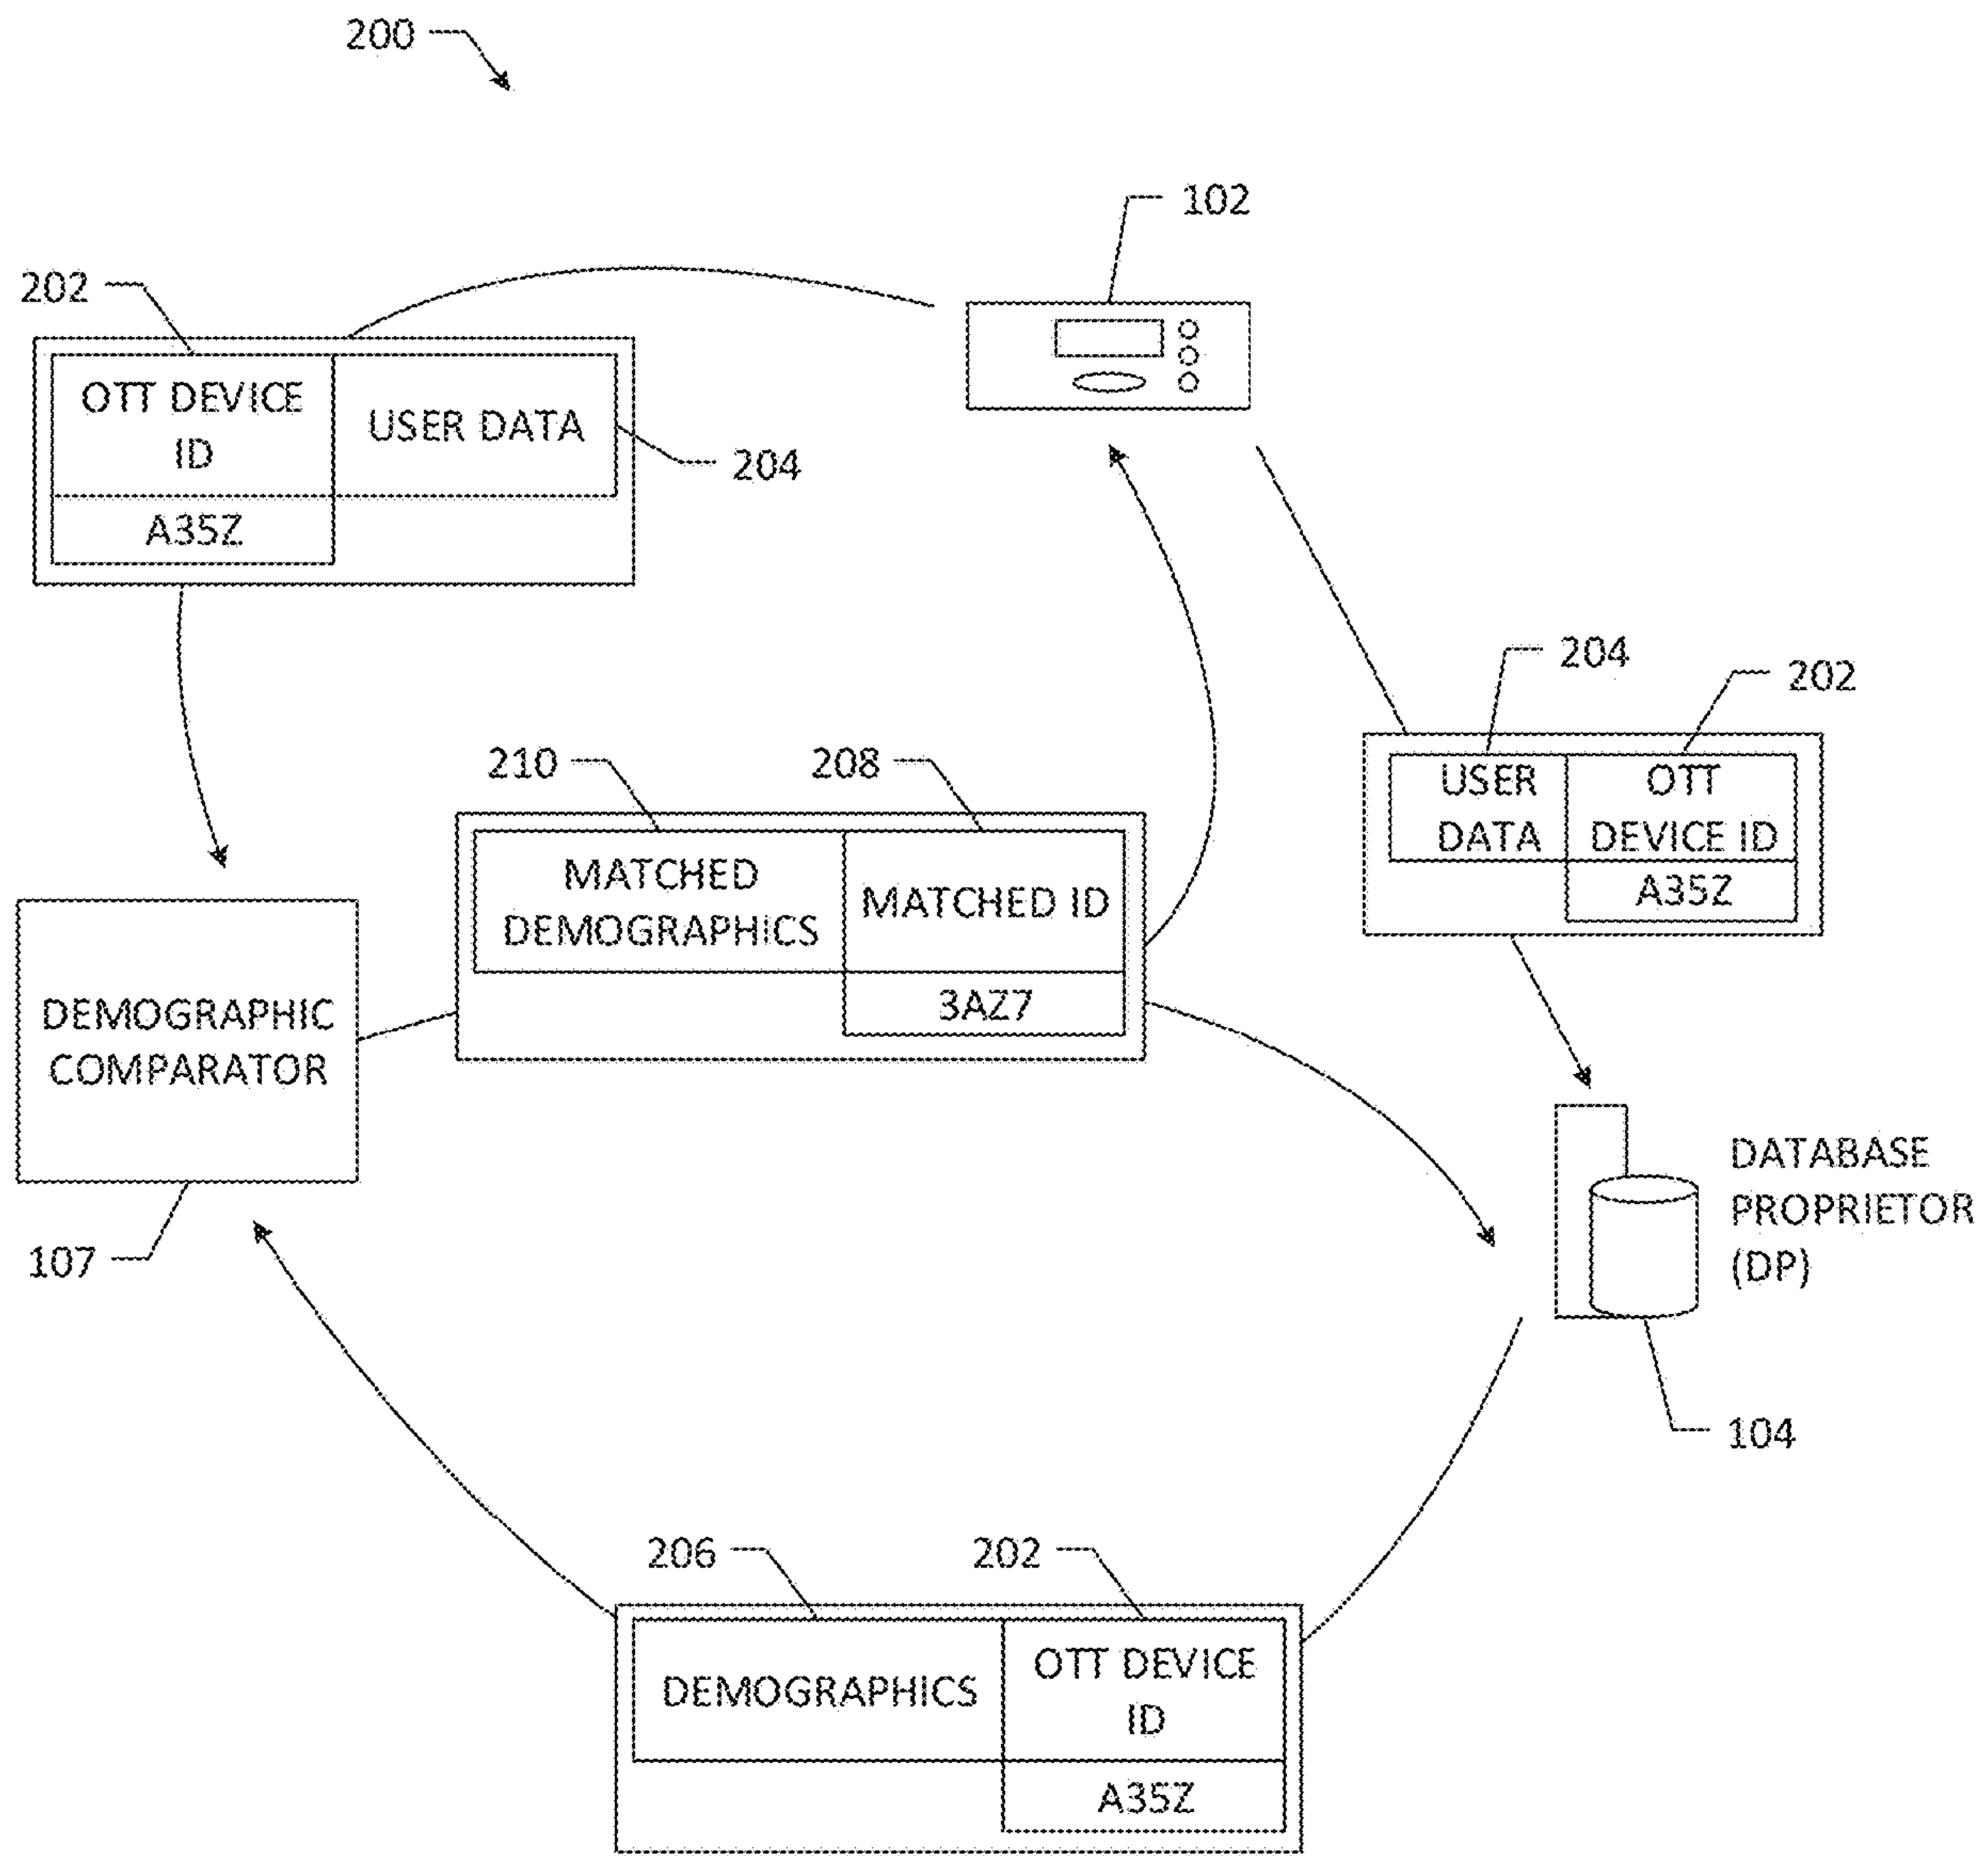 200
102
202
OTT DEVICE
ID
USER DATA
204
A35Z
204
202
USER
DATA
OTT
DEVICE ID
A35Z
210
208
MATCHED
DEMOGRAPHICS
MATCHED ID
3AZ7
DEMOGRAPHIC
COMPARATOR
107
DATABASE
PROPRIETOR
(DP)
104
206
202
DEMOGRAPHICS
OTT DEVICE
ID
A35Z